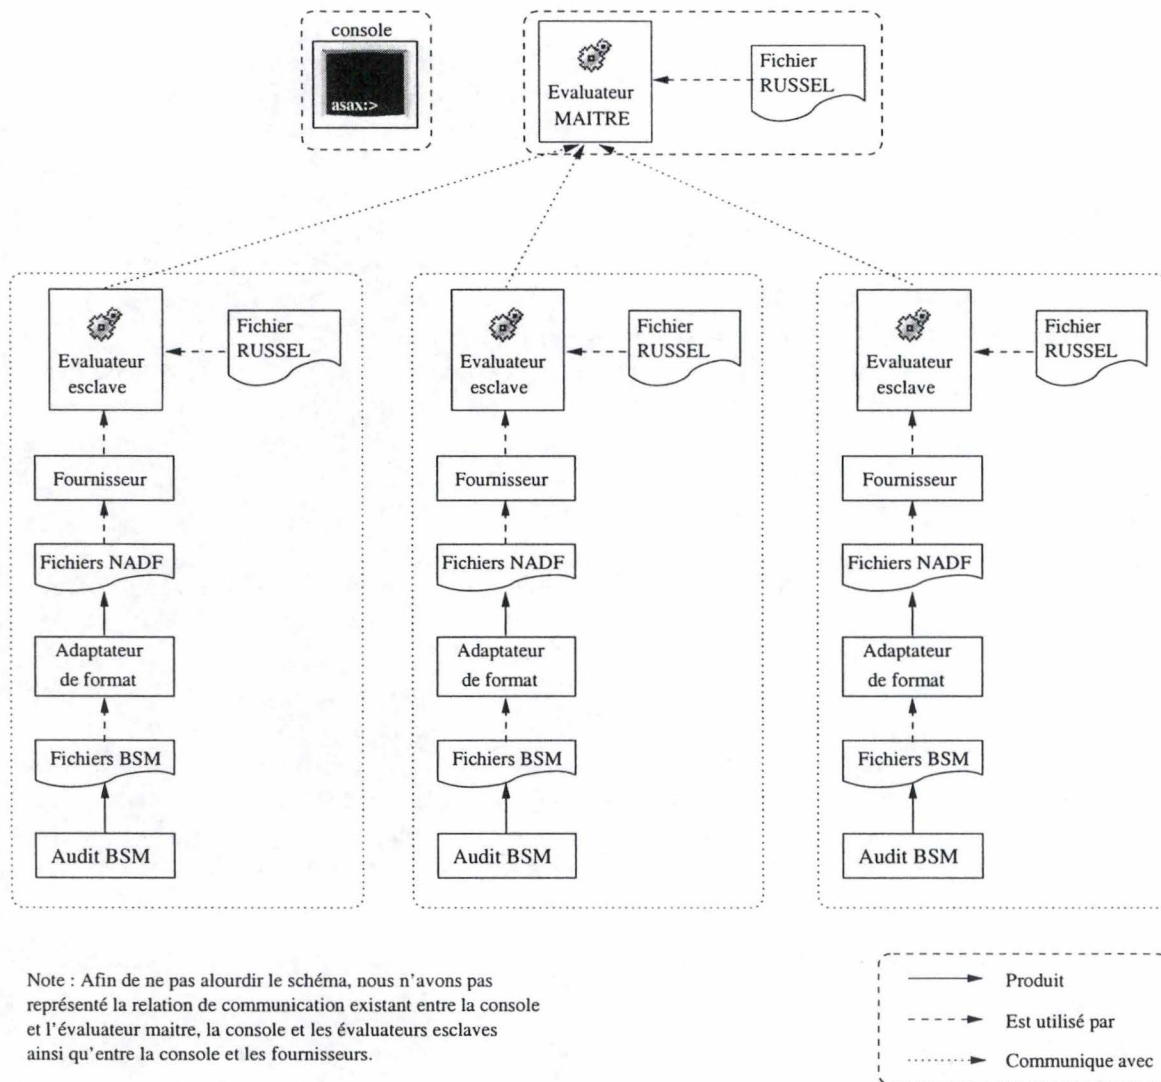 console
asax:>
Evaluateur
MAITRE
Fichier
RUSSEL
Evaluateur
esclave
Fichier
RUSSEL
Fournisseur
Fichiers NADF
Adaptateur
de format
Fichiers BSM
Audit BSM
Evaluateur
esclave
Fichier
RUSSEL
Fournisseur
Fichiers NADF
Adaptateur
de format
Fichiers BSM
Audit BSM
Evaluateur
esclave
Fichier
RUSSEL
Fournisseur
Fichiers NADF
Adaptateur
de format
Fichiers BSM
Audit BSM
Note : Afin de ne pas alourdir le schéma, nous n'avons pas
représenté la relation de communication existant entre la console
et l'évaluateur maitre, la console et les évaluateurs esclaves
ainsi qu'entre la console et les fournisseurs.
Produit
Est utilisé par
Communique avec